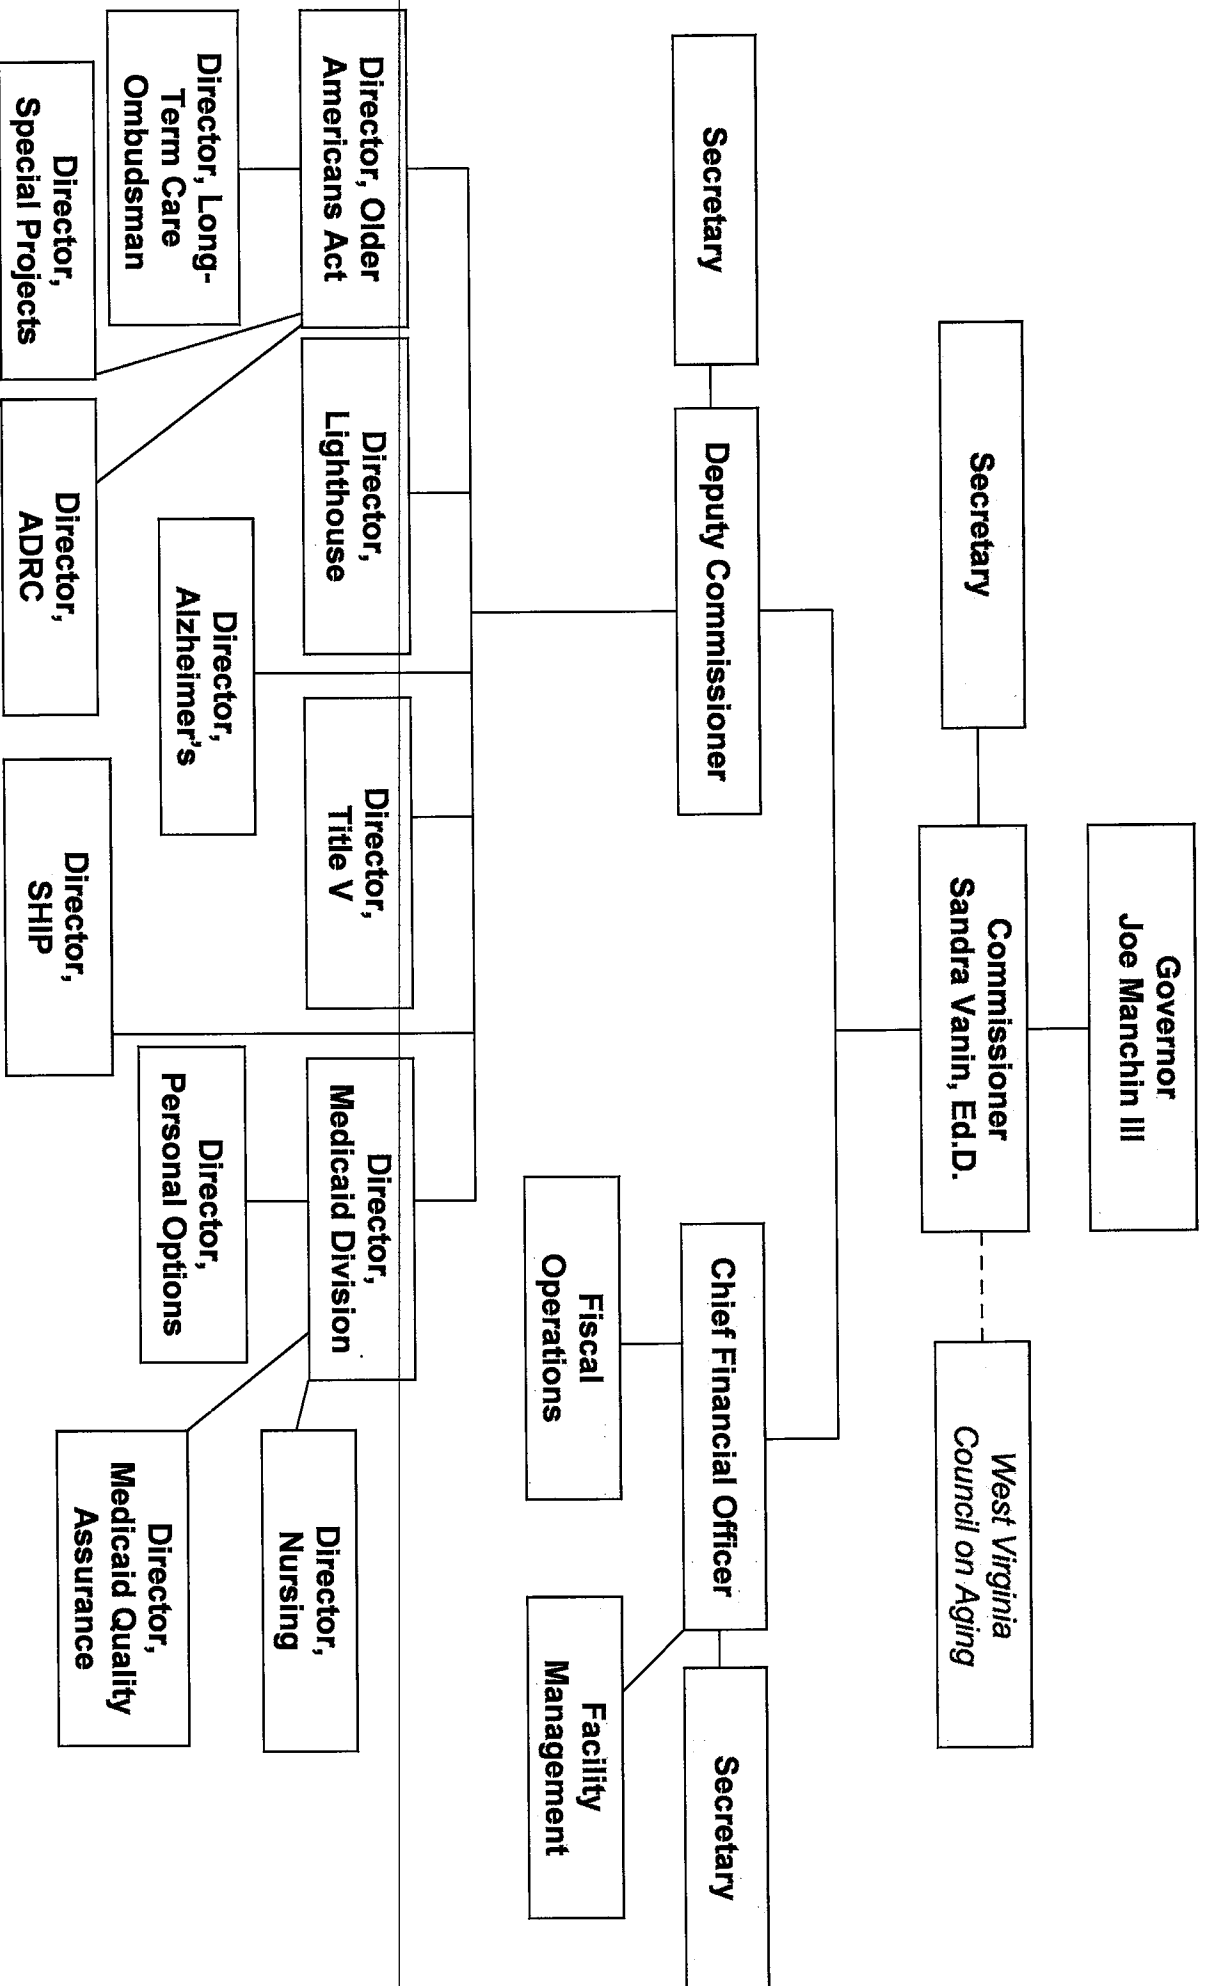 Governor
Joe Manchin III
Secretary
Commissioner
Sandra Vanin, Ed.D.
West Virginia
Council on Aging
Secretary
Deputy Commissioner
Chief Financial Officer
Secretary
Fiscal
Operations
Facility
Management
Director, Older
Americans Act
Director,
Lighthouse
Director,
Title V
Director,
Medicaid Division
Director, Long-
Term Care
Ombudsman
Director,
Alzheimer's
Director,
Personal Options
Director,
Nursing
Director,
Special Projects
Director,
ADRC
Director,
SHIP
Director,
Medicaid Quality
Assurance